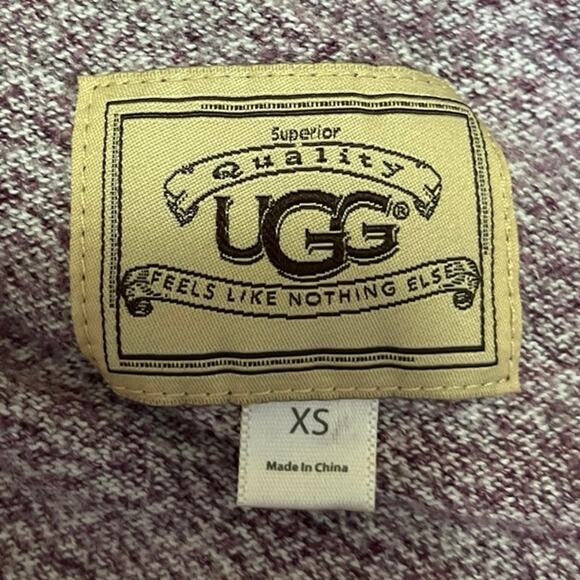 Superior
Quality
UGG®
FEELS LIKE NOTHING ELSE
XS
Made In China